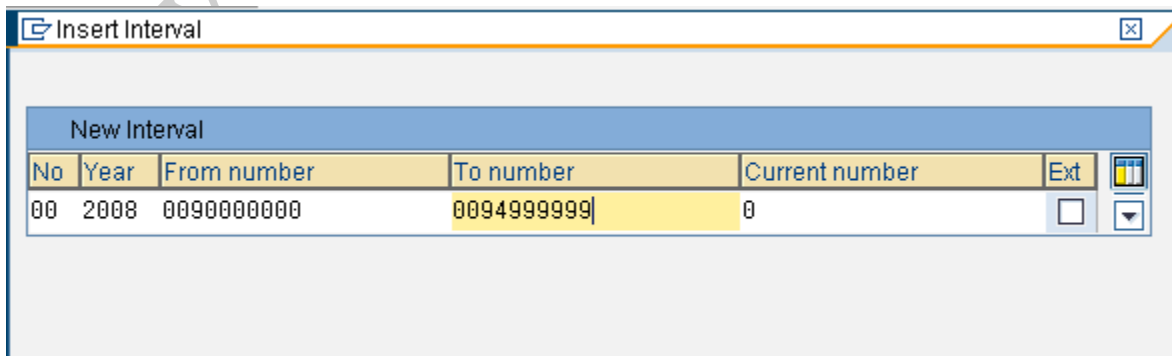 Insert Interval
New Interval
No Year From number To number Current number Ext
00 2008 0090000000 0094999999 0